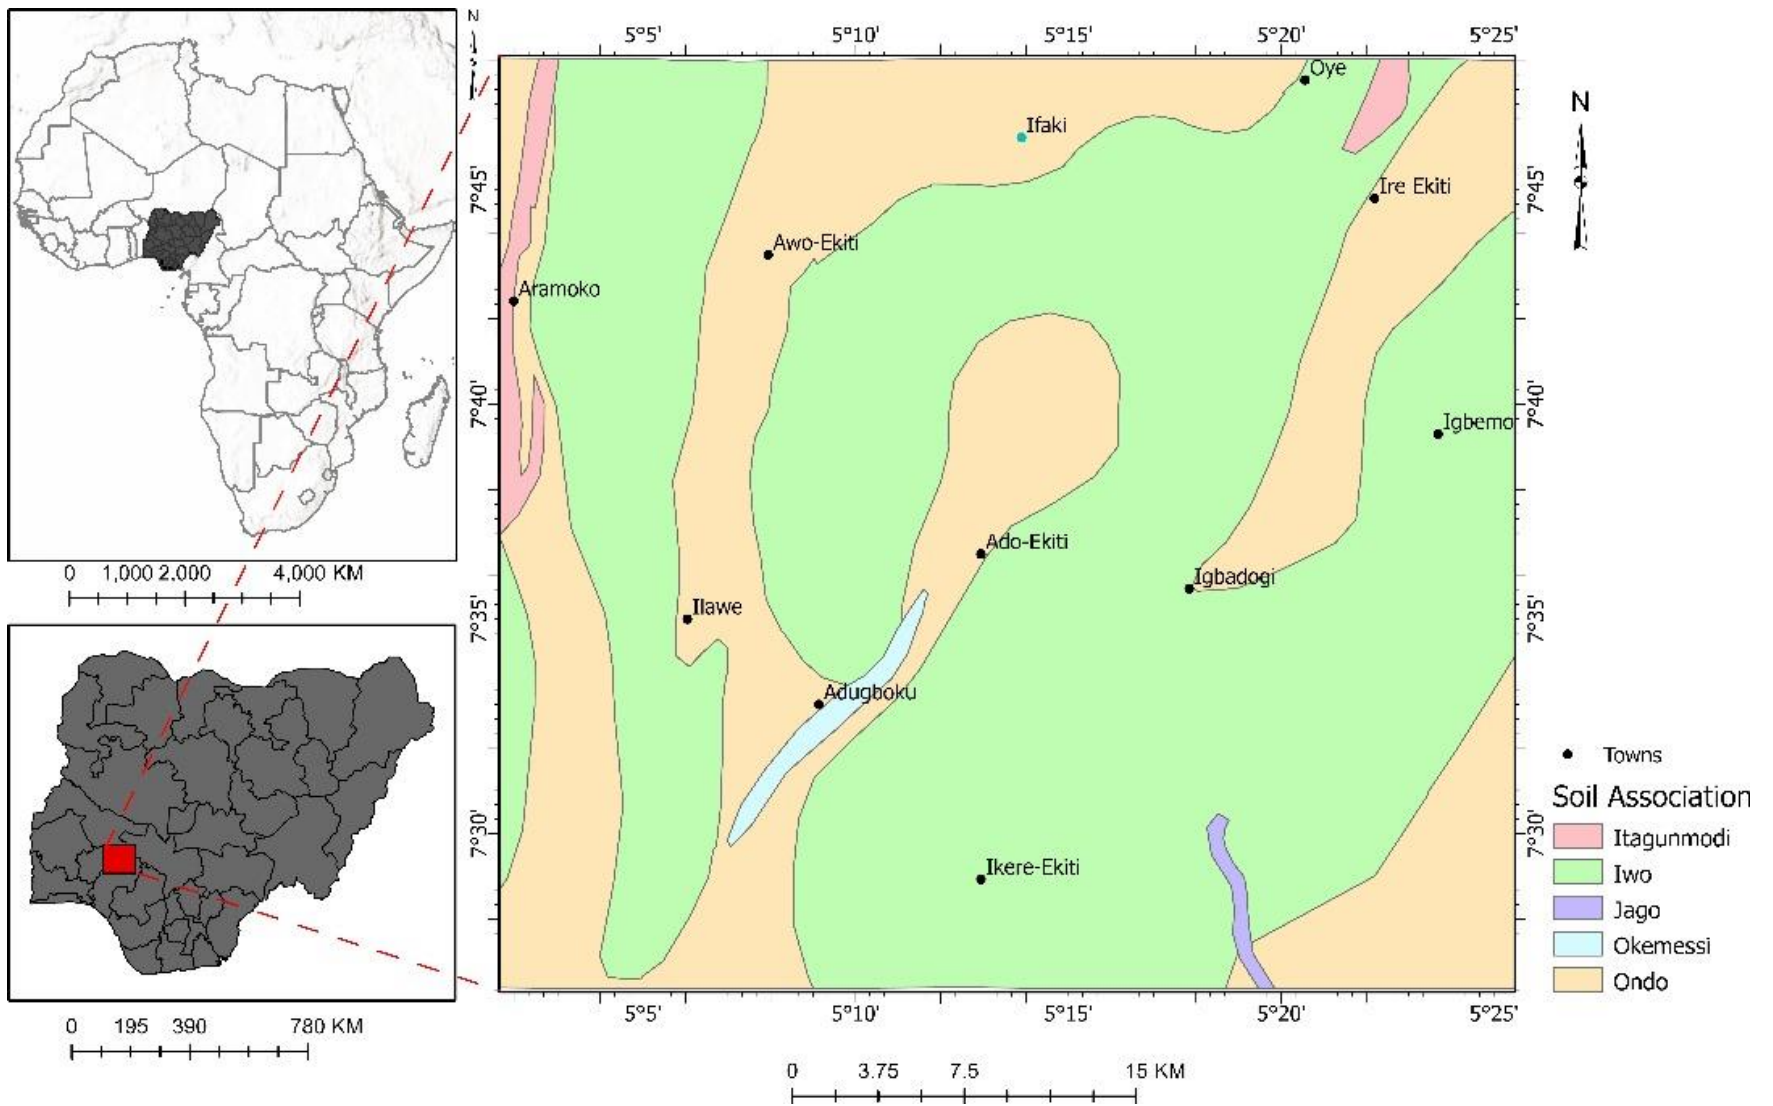 N
5°5' 5°10' 5°15' 5°20' 5°25'
Oye
N
Ifaki
7°45' Ire Ekiti 7°45'
Awo-Ekiti
Aramoko
7°40' 7°40'
Igbemo
Ado-Ekiti
0 1,000 2.000 4,000 KM
Igbadogi
7°35' Ilawe 7°35'
Adugboku
Towns
Soil Association
7°30' 7°30'
Itagunmodi
Ikere-Ekiti
Iwo
Jago
Okemessi
Ondo
5°5' 5°10' 5°15' 5°20' 5°25'
0 195 390 780 KM
0 3.75 7.5 15 KM